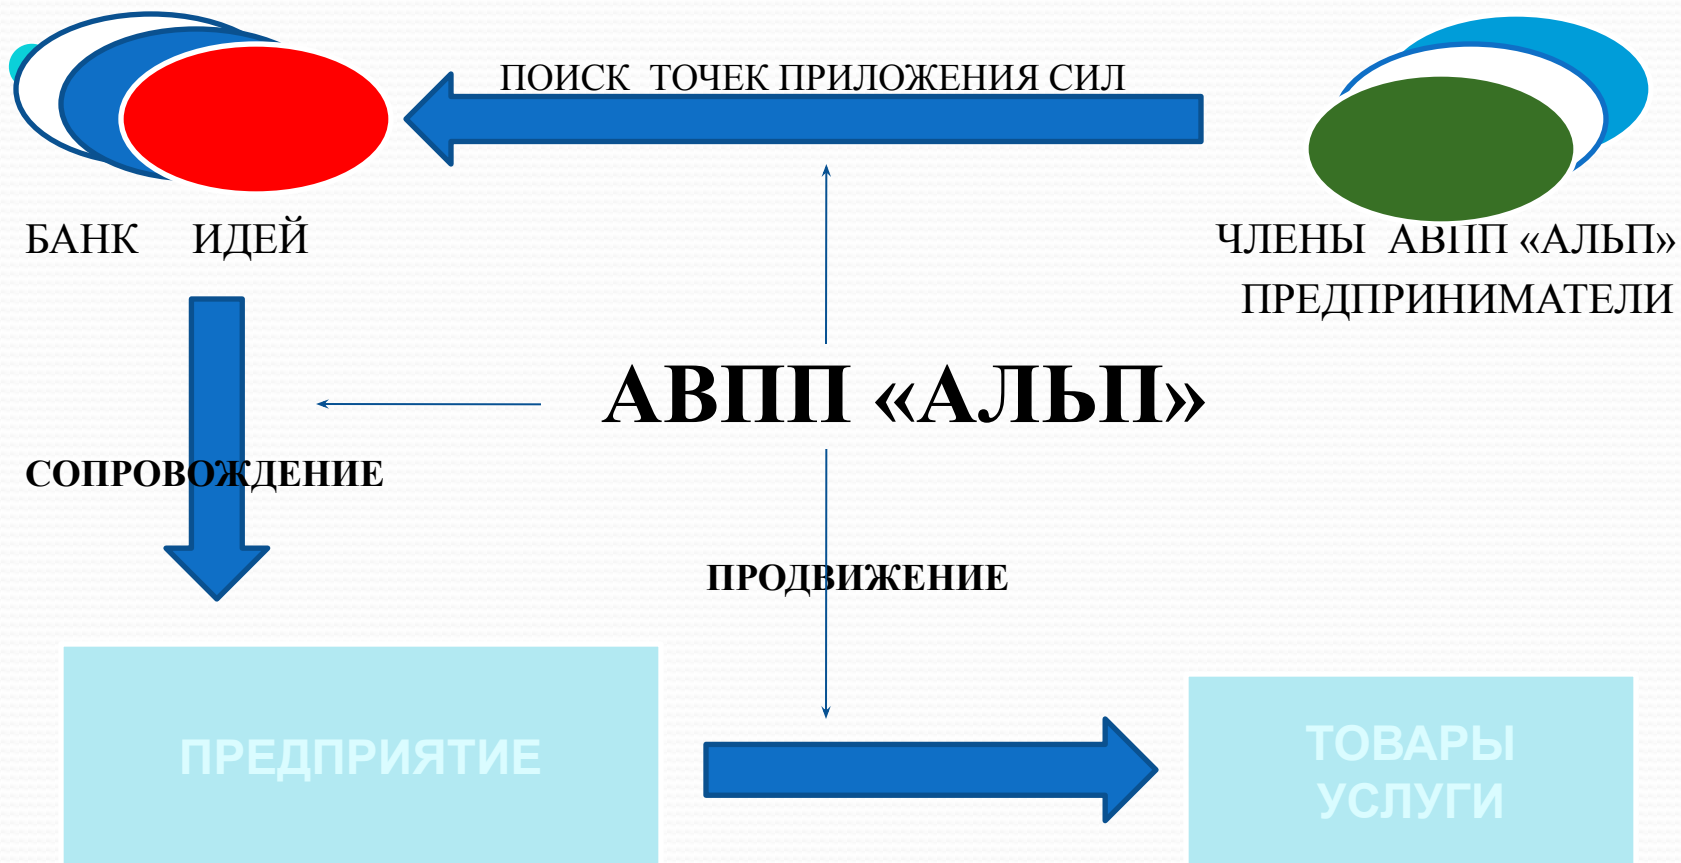 ПОИСК ТОЧЕК ПРИЛОЖЕНИЯ СИЛ
БАНК ИДЕЙ
ЧЛЕНЫ АВПП «АЛЬП»
ПРЕДПРИНИМАТЕЛИ
АВПП «АЛЬП»
СОПРОВОЖДЕНИЕ
ПРОДВИЖЕНИЕ
ПРЕДПРИЯТИЕ
ТОВАРЫ
УСЛУГИ